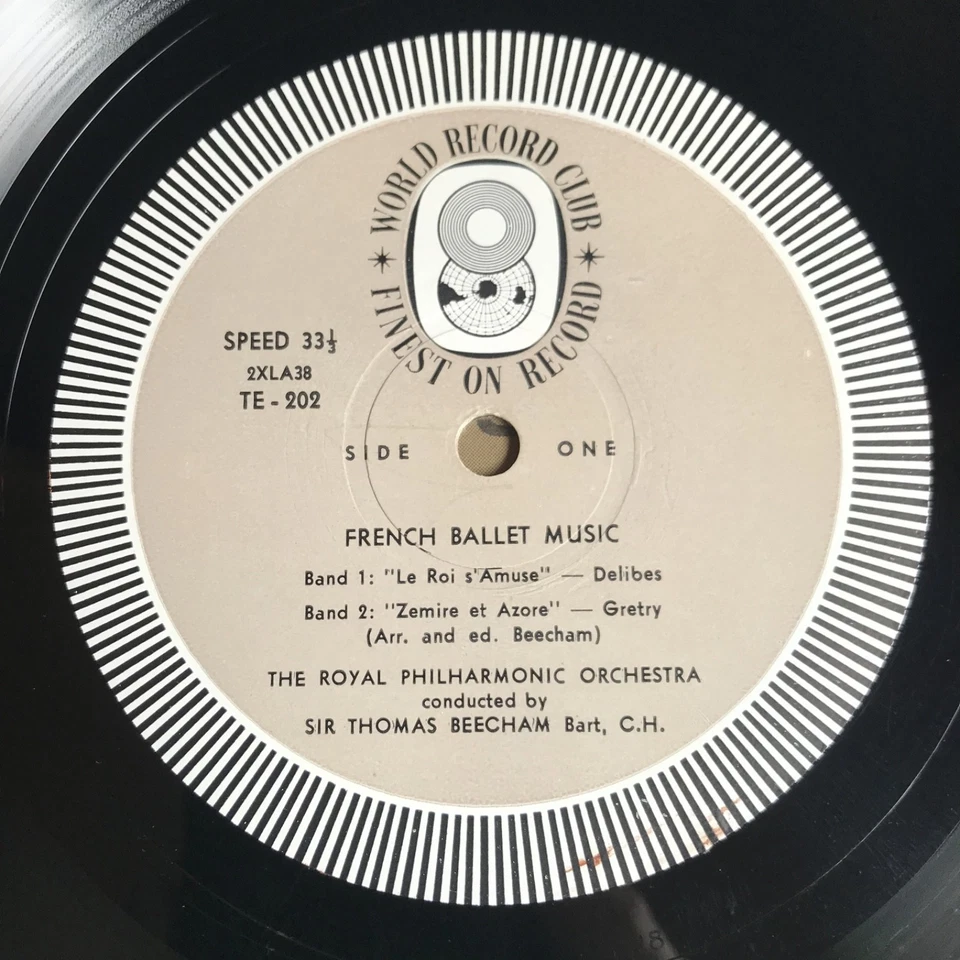 WORLD RECORD CLUB
FINEST ON RECORD
SPEED 33⅓
2XLA38
TE - 202
SIDE ONE
FRENCH BALLET MUSIC
Band 1: "Le Roi s'Amuse" — Delibes
Band 2: "Zemire et Azore" — Gretry
(Arr. and ed. Beecham)
THE ROYAL PHILHARMONIC ORCHESTRA
conducted by
SIR THOMAS BEECHAM Bart, C.H.
8